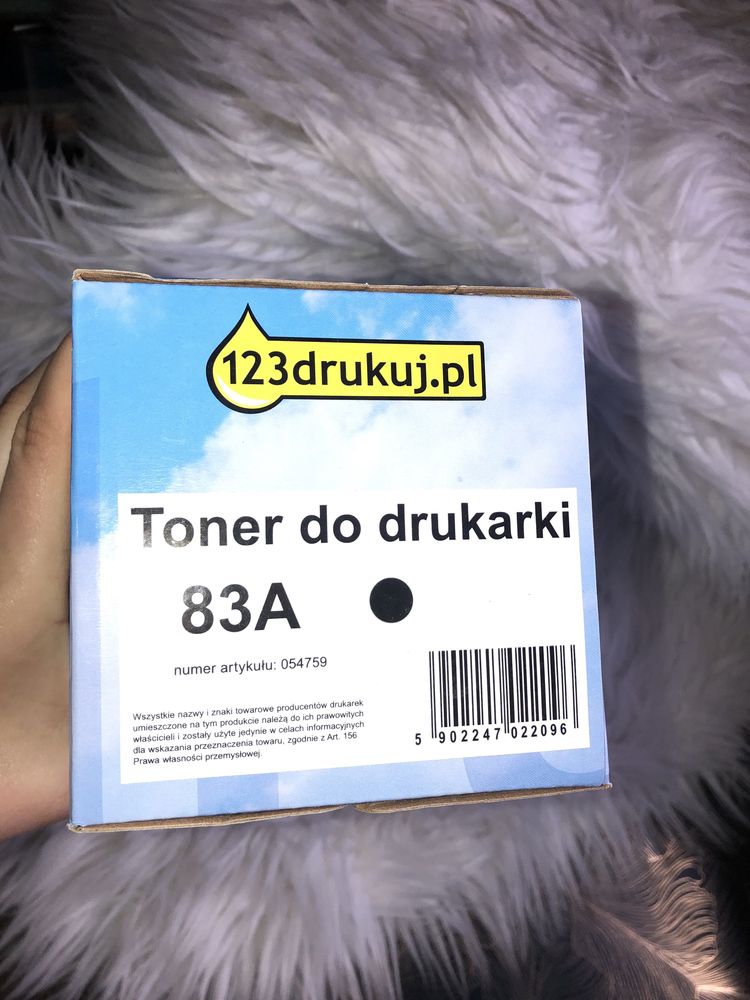 123drukuj.pl
Toner do drukarki
83A
numer artykułu: 054759
Wszystkie nazwy i znaki towarowe producentów drukarek
umieszczone na tym produkcie należą do ich prawowitych
właścicieli i zostały użyte jedynie w celach informacyjnych
dla wskazania przeznaczenia towaru, zgodnie z Art. 156
Prawa własności przemysłowej.
5 902247 022096